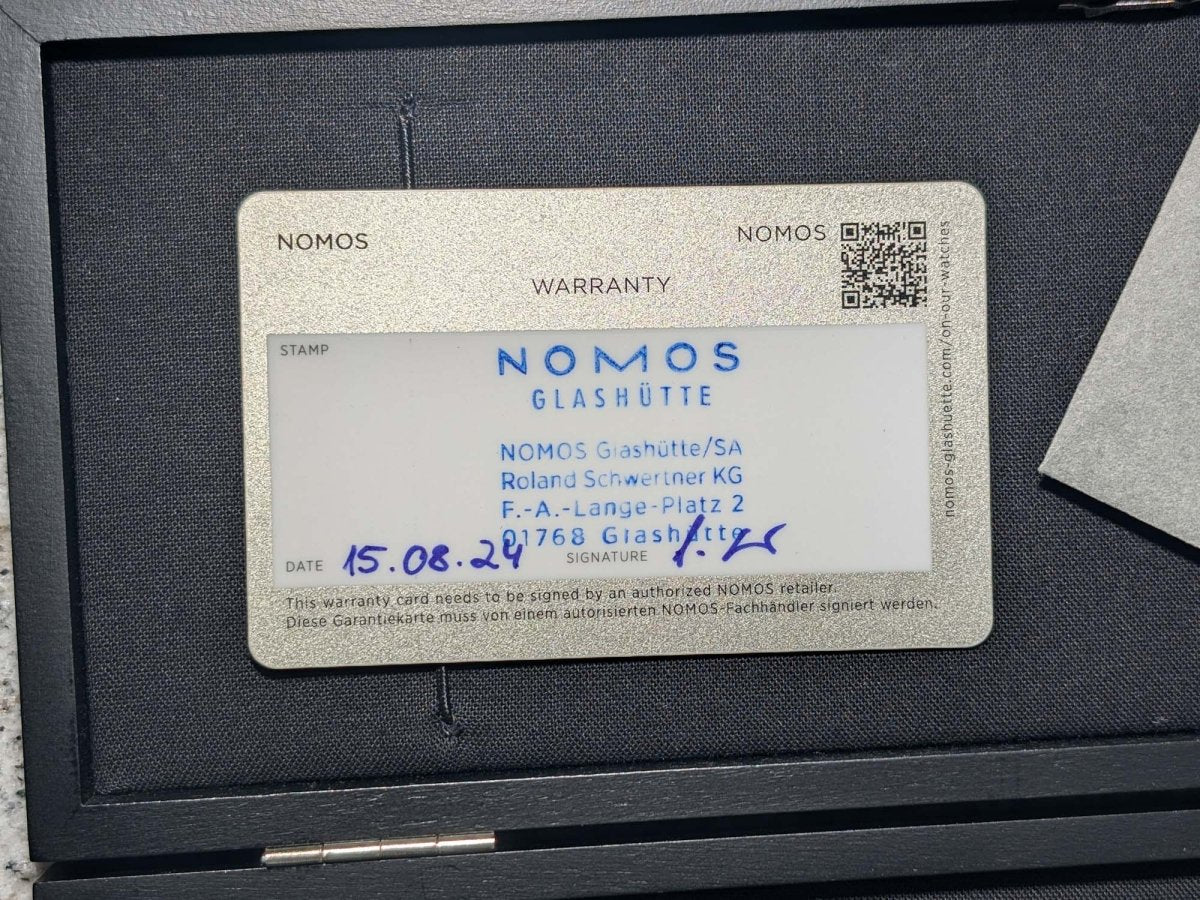 NOMOS
NOMOS
WARRANTY
nomos-glashuette.com/on-our-watches
STAMP
NOMOS
GLASHÜTTE
NOMOS Glashütte/SA
Roland Schwertner KG
F.-A.-Lange-Platz 2
01768 Glashütte
DATE 15.08.24 SIGNATURE
This warranty card needs to be signed by an authorized NOMOS retailer.
Diese Garantiekarte muss von einem autorisierten NOMOS-Fachhändler signiert werden.